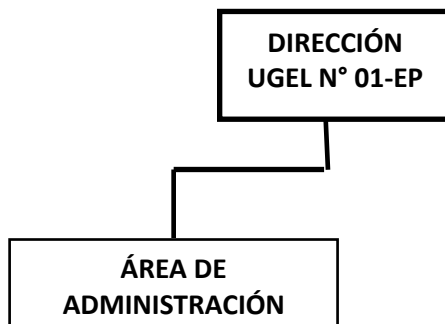 DIRECCIÓN
UGEL N° 01-EP
ÁREA DE
ADMINISTRACIÓN